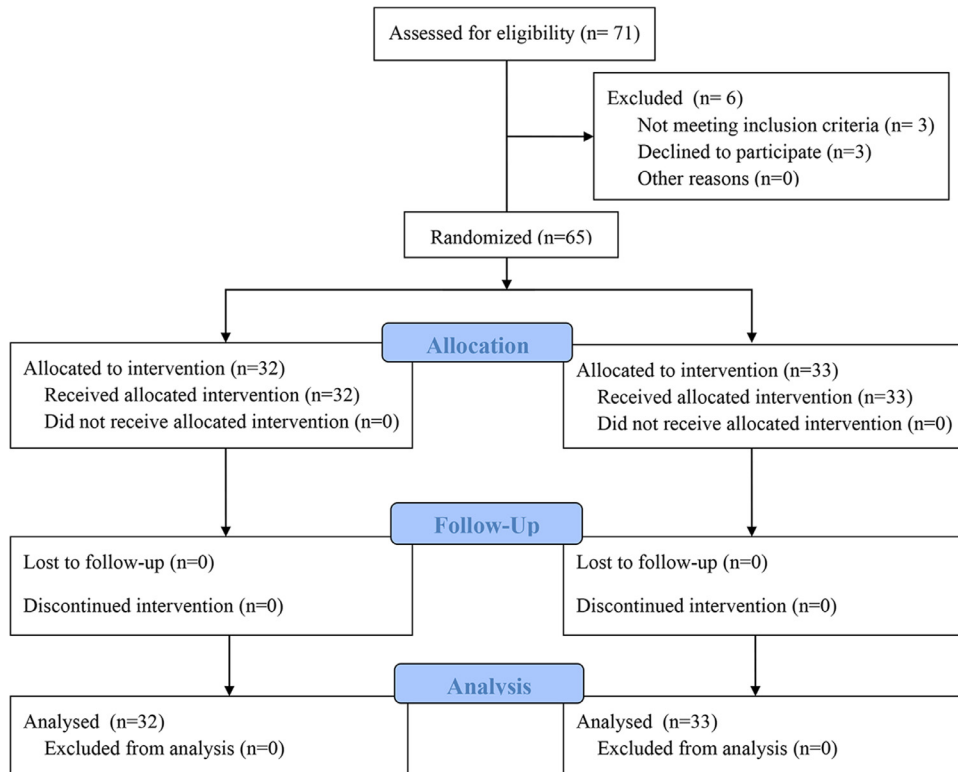 Assessed for eligibility (n= 71)
Excluded (n= 6)
Not meeting inclusion criteria (n= 3)
Declined to participate (n=3)
Other reasons (n=0)
Randomized (n=65)
Allocation
Allocated to intervention (n=32)
Received allocated intervention (n=32)
Did not receive allocated intervention (n=0)
Allocated to intervention (n=33)
Received allocated intervention (n=33)
Did not receive allocated intervention (n=0)
Follow-Up
Lost to follow-up (n=0)
Discontinued intervention (n=0)
Lost to follow-up (n=0)
Discontinued intervention (n=0)
Analysis
Analysed (n=32)
Excluded from analysis (n=0)
Analysed (n=33)
Excluded from analysis (n=0)